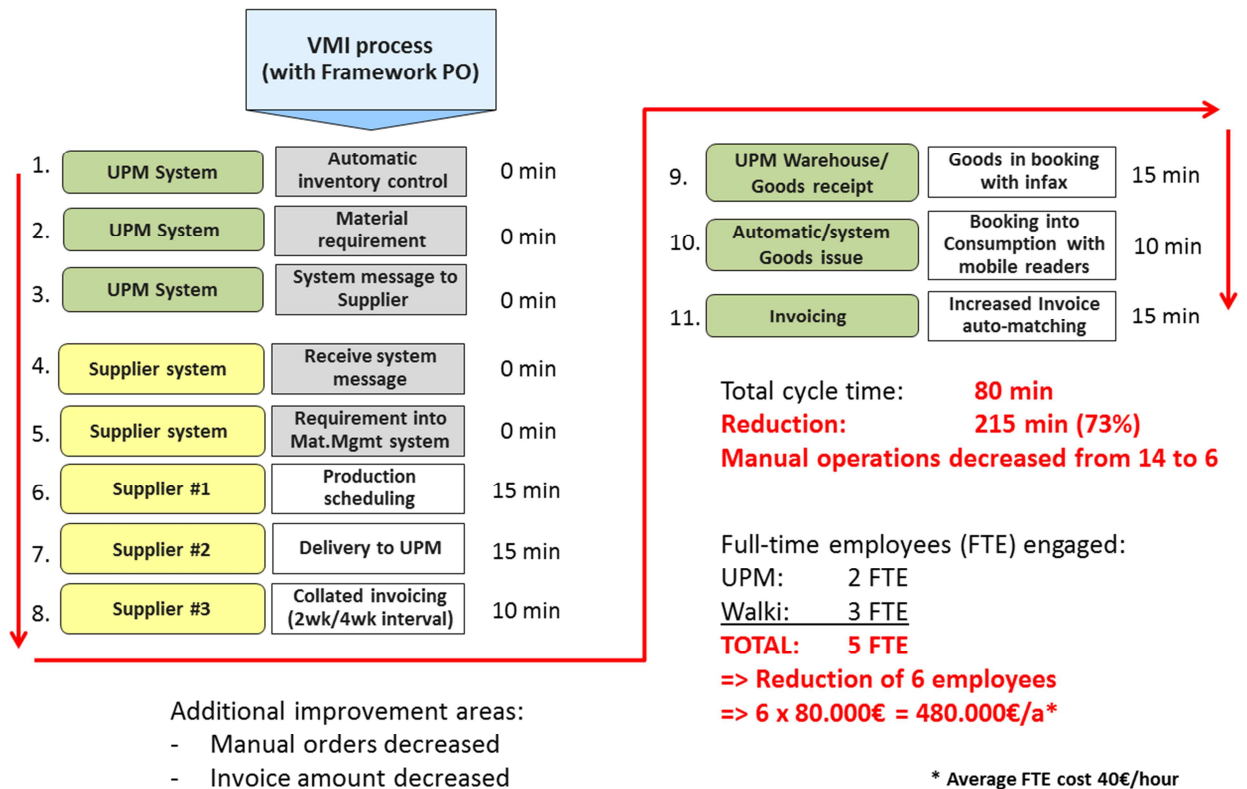 VMI process
(with Framework PO)
1.
UPM System
Automatic
inventory control
0 min
2.
UPM System
Material
requirement
0 min
3.
UPM System
System message to
Supplier
0 min
4.
Supplier system
Receive system
message
0 min
5.
Supplier system
Requirement into
Mat.Mgmt system
0 min
6.
Supplier #1
Production
scheduling
15 min
7.
Supplier #2
Delivery to UPM
15 min
8.
Supplier #3
Collated invoicing
(2wk/4wk interval)
10 min
9.
UPM Warehouse/
Goods receipt
Goods in booking
with infax
15 min
10.
Automatic/system
Goods issue
Booking into
Consumption with
mobile readers
10 min
11.
Invoicing
Increased Invoice
auto-matching
15 min
Total cycle time: 80 min
Reduction: 215 min (73%)
Manual operations decreased from 14 to 6
Full-time employees (FTE) engaged:
UPM: 2 FTE
Walki: 3 FTE
TOTAL: 5 FTE
=> Reduction of 6 employees
=> 6 x 80.000€ = 480.000€/a*
Additional improvement areas:
- Manual orders decreased
- Invoice amount decreased
* Average FTE cost 40€/hour